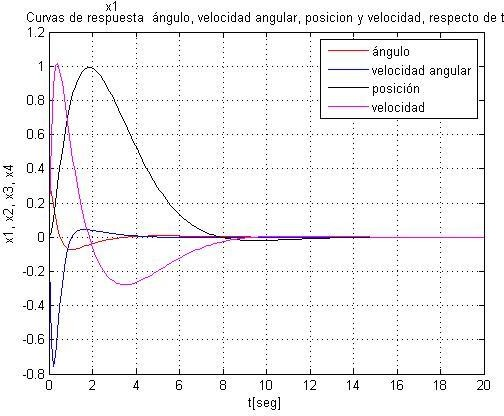 x1
Curvas de respuesta ángulo, velocidad angular, posicion y velocidad, respecto de t
1.2
1
0.8
0.6
0.4
0.2
0
-0.2
-0.4
-0.6
-0.8
x1, x2, x3, x4
ángulo
velocidad angular
posición
velocidad
0 2 4 6 8 10 12 14 16 18 20
t[seg]